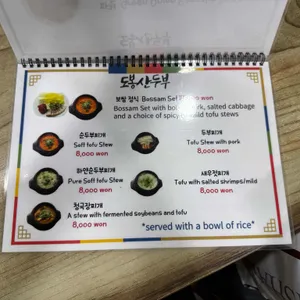 도봉산두부
보쌈 정식 Bossam Set won
Bossam Set with boiled pork, salted cabbage
and a choice of spicy mild tofu stews
순두부찌개
Soft tofu Stew
8,000 won
두부찌개
Tofu Stew with pork
8,000 won
하얀순두부찌개
Pure Soft tofu Stew
8,000 won
새우젓찌개
Tofu with salted shrimps/mild
8,000 won
청국장찌개
A stew with fermented soybeans and tofu
8,000 won
*served with a bowl of rice*